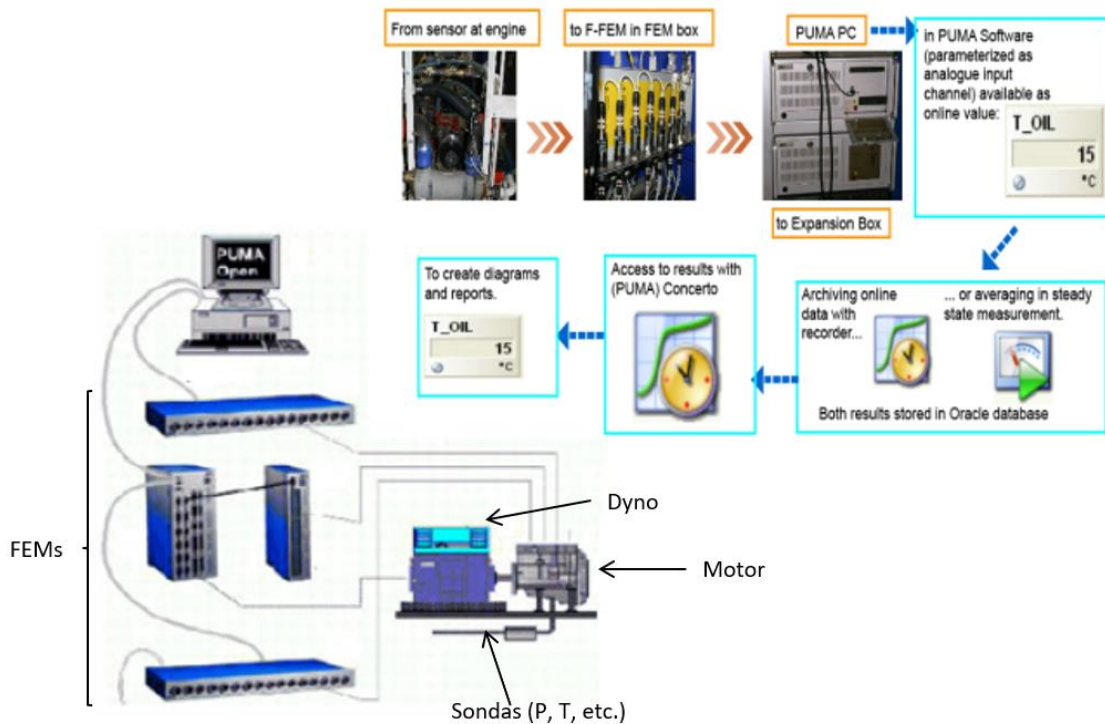 From sensor at engine
to F-FEM in FEM box
PUMA PC
to Expansion Box
in PUMA Software
(parameterized as
analogue input
channel) available as
online value:
T_OIL
15
°C
Archiving online
data with
recorder...
... or averaging in steady
state measurement.
Both results stored in Oracle database
Access to results with
(PUMA) Concerto
To create diagrams
and reports.
T_OIL
15
°C
PUMA
Open
FEMs
Dyno
Motor
Sondas (P, T, etc.)